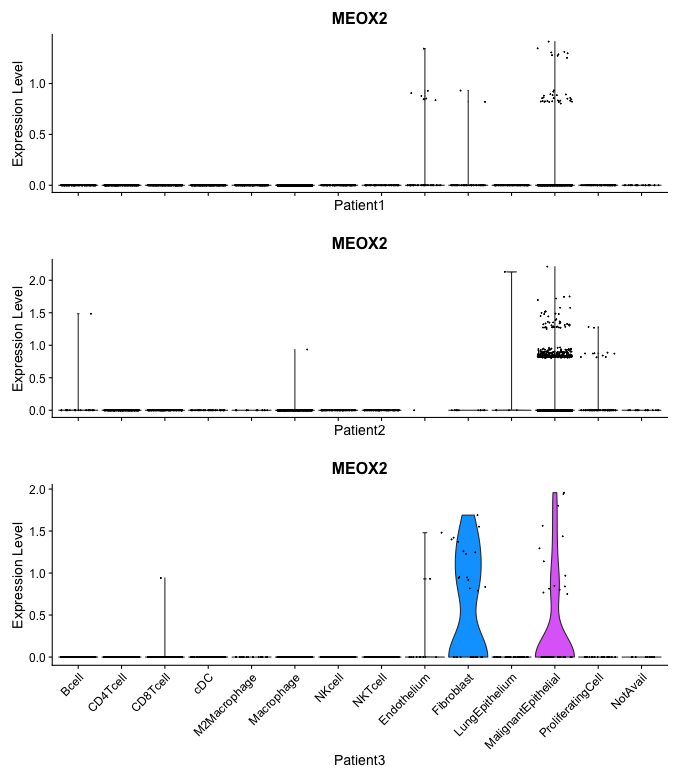 MEOX2
Expression Level
1.0
0.5
0.0
Patient1
MEOX2
Expression Level
2.0
1.5
1.0
0.5
0.0
Patient2
MEOX2
Expression Level
2.0
1.5
1.0
0.5
0.0
Bcell
CD4Tcell
CD8Tcell
cDC
M2Macrophage
Macrophage
NKcell
NKTcell
Endothelium
Fibroblast
LungEpithelium
MalignantEpithelial
ProliferatingCell
NotAvail
Patient3